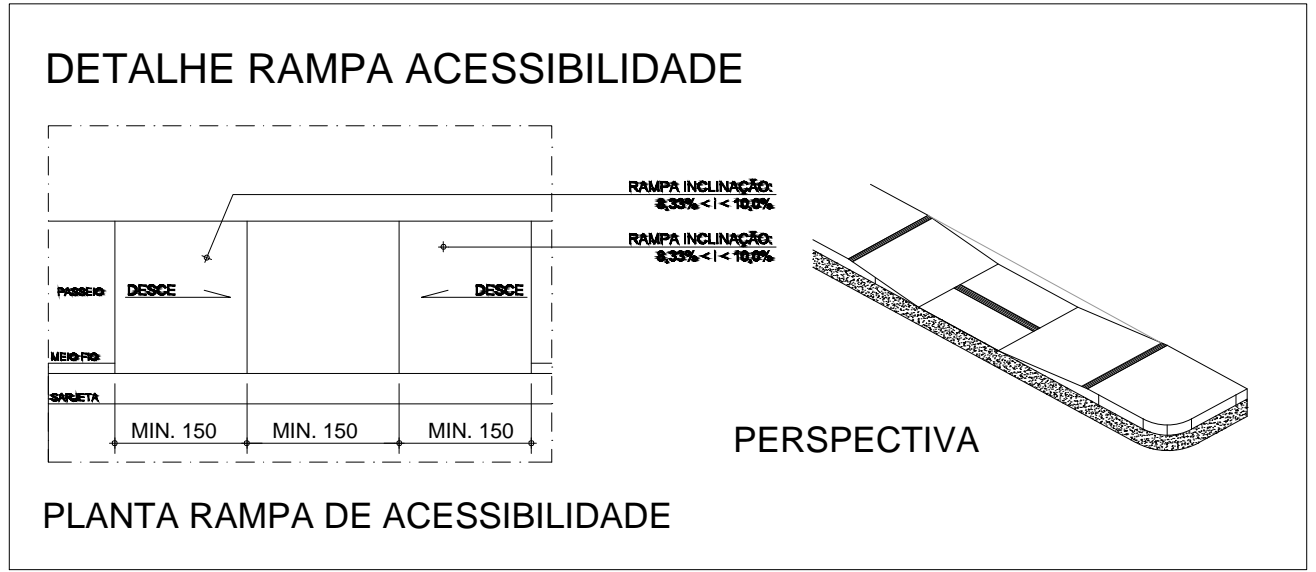 DETALHE RAMPA ACESSIBILIDADE
RAMPA INCLINAÇÃO:
8,33% < I < 10,0%
RAMPA INCLINAÇÃO:
8,33% < I < 10,0%
PASSEIO
DESCE
DESCE
MEIO-FIO
SARJETA
MIN. 150
MIN. 150
MIN. 150
PERSPECTIVA
PLANTA RAMPA DE ACESSIBILIDADE